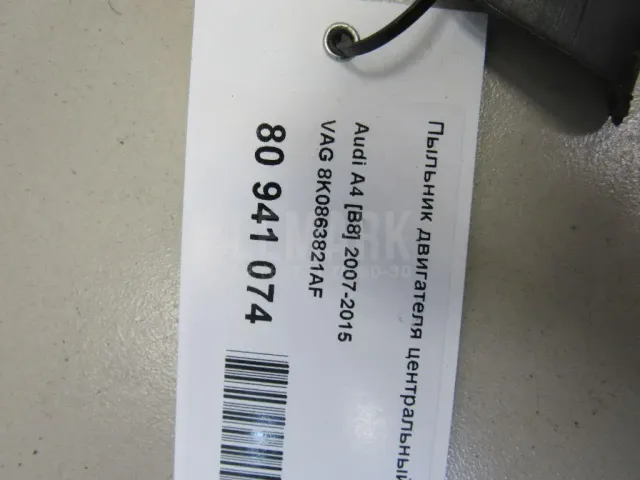 Пыльник двигателя центральный
Audi A4 [B8] 2007-2015
VAG 8K0863821AF
80 941 074